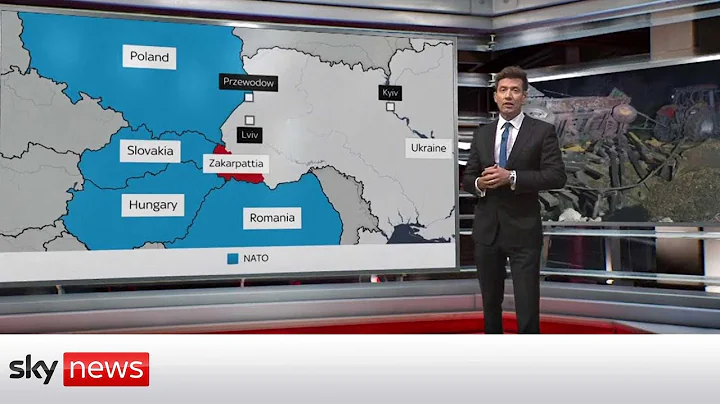 Poland
Przewodow
Kyiv
Lviv
Ukraine
Slovakia
Zakarpattia
Hungary
Romania
NATO
sky news